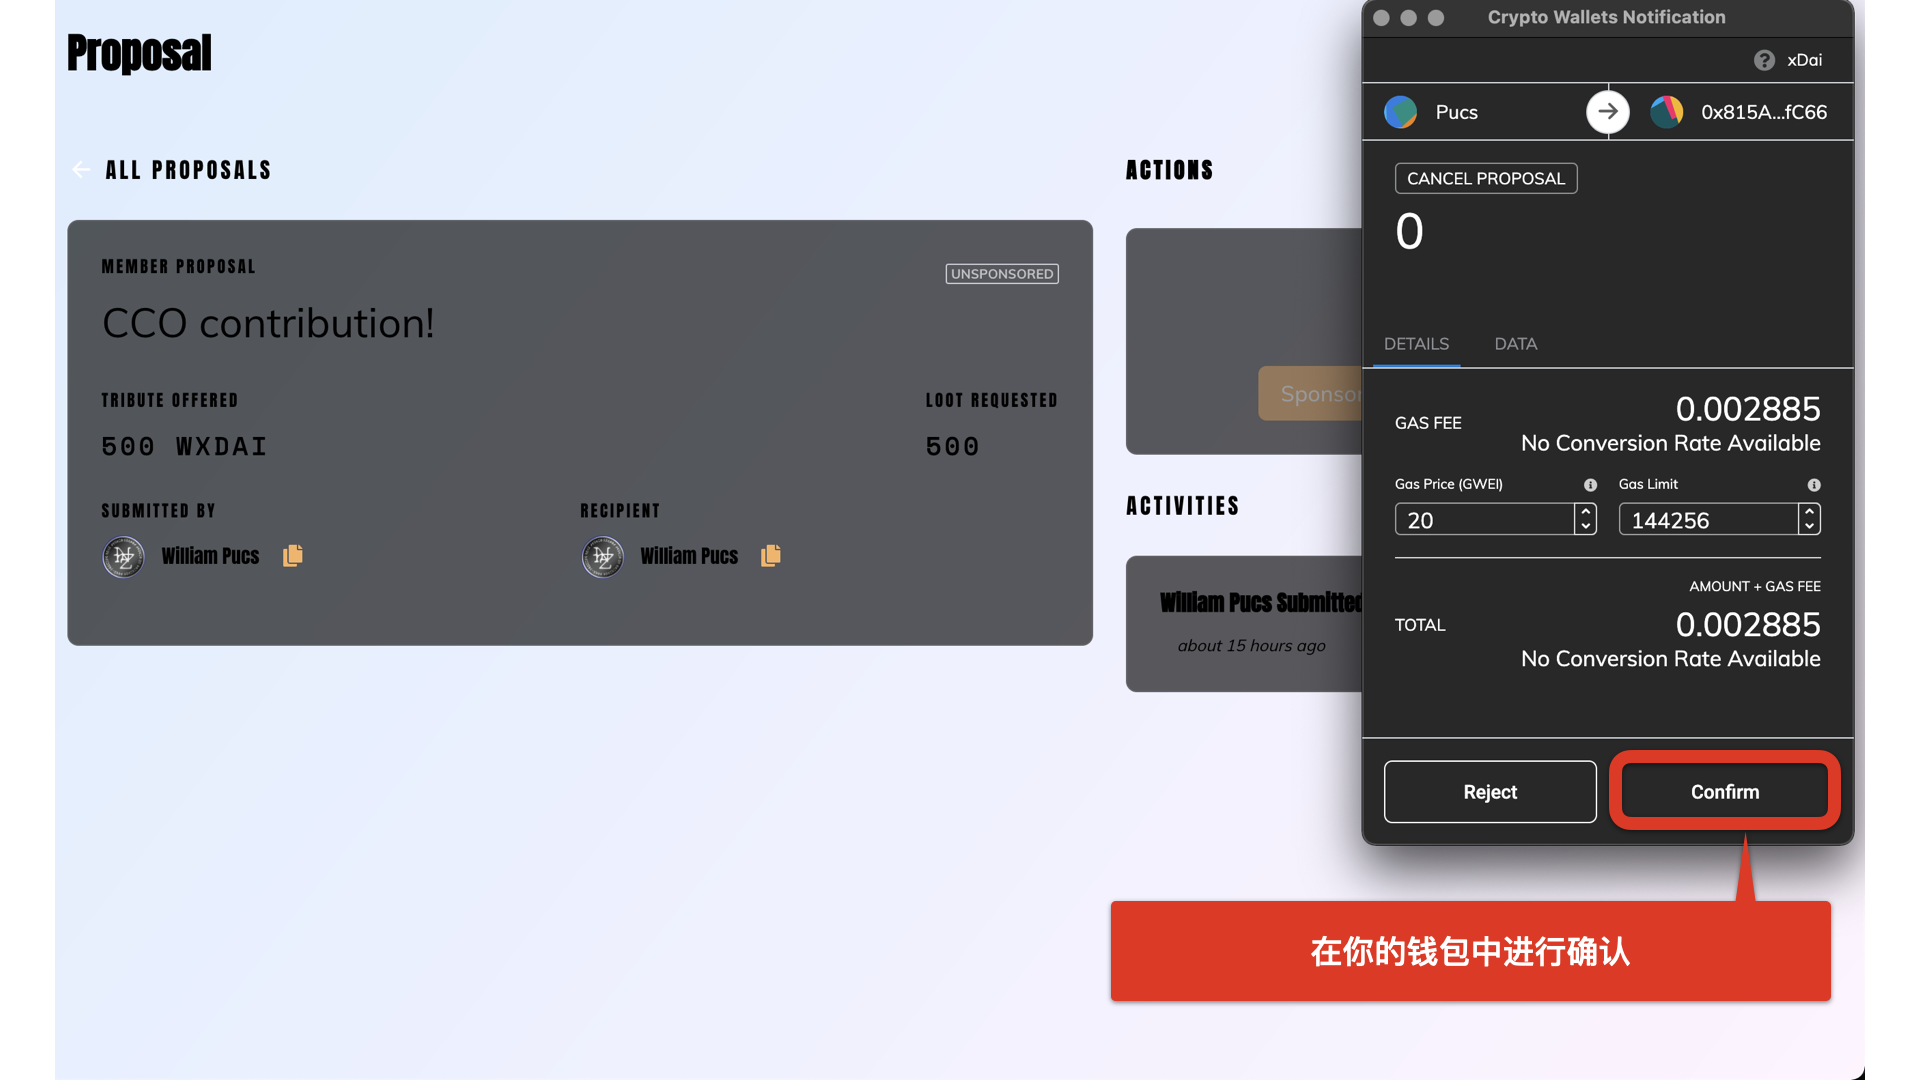 Proposal
ALL PROPOSALS
MEMBER PROPOSAL
UNSPONSORED
CCO contribution!
TRIBUTE OFFERED
LOOT REQUESTED
500 WXDAI
500
SUBMITTED BY
RECIPIENT
William Pucs
William Pucs
ACTIONS
Sponsor
ACTIVITIES
William Pucs Submitted
about 15 hours ago
Crypto Wallets Notification
? xDai
Pucs
0x815A...fC66
CANCEL PROPOSAL
0
DETAILS
DATA
GAS FEE
0.002885
No Conversion Rate Available
Gas Price (GWEI)
Gas Limit
20
144256
AMOUNT + GAS FEE
TOTAL
0.002885
No Conversion Rate Available
Reject
Confirm
在你的钱包中进行确认